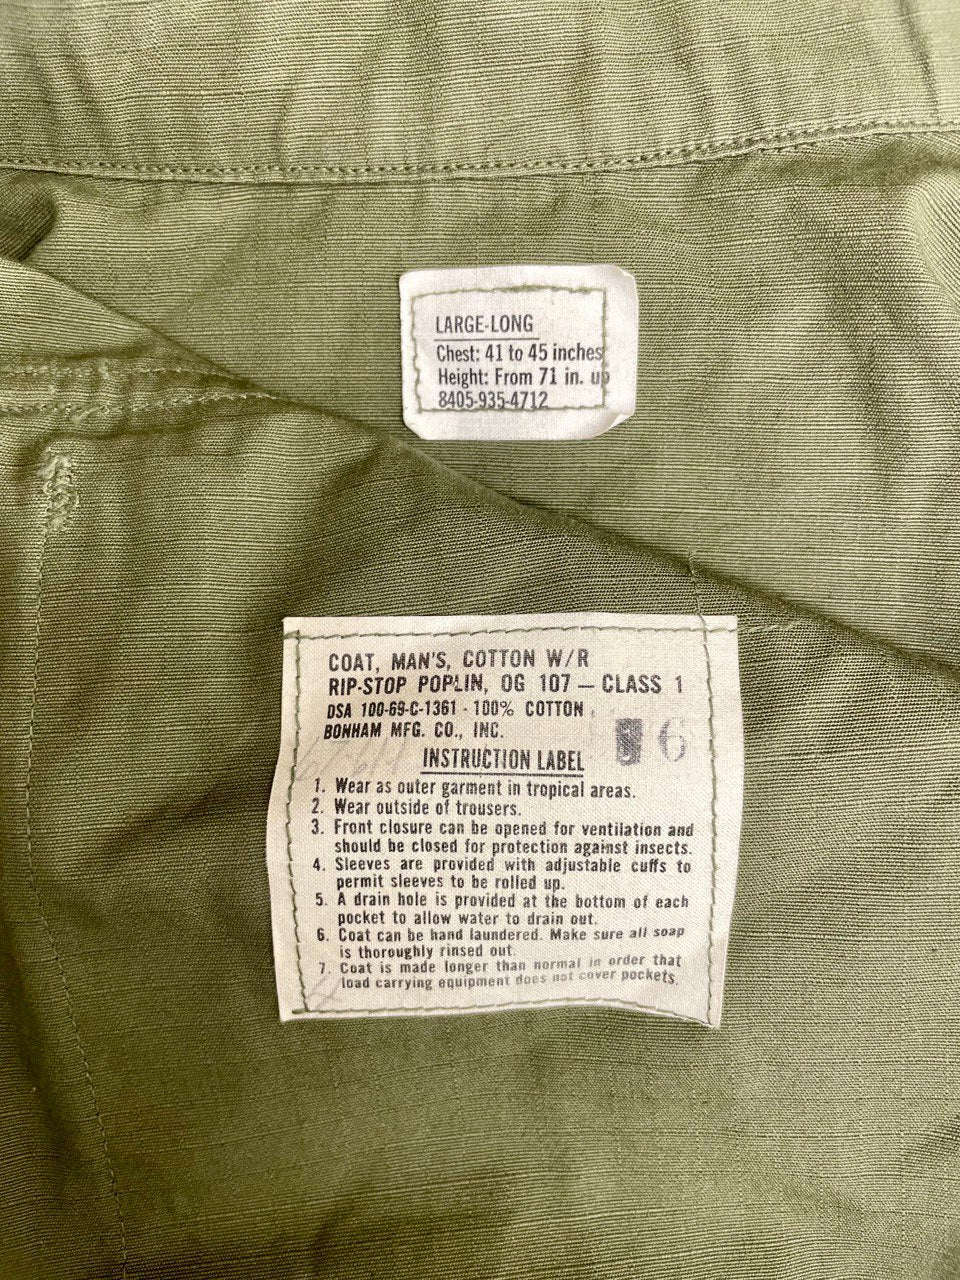 LARGE-LONG
Chest: 41 to 45 inches
Height: From 71 in. up
8405-935-4712
COAT, MAN'S, COTTON W/R
RIP-STOP POPLIN, OG 107 — CLASS 1
DSA 100-69-C-1361 - 100% COTTON
BONHAM MFG. CO., INC.
6
INSTRUCTION LABEL
1. Wear as outer garment in tropical areas.
2. Wear outside of trousers.
3. Front closure can be opened for ventilation and
should be closed for protection against insects.
4. Sleeves are provided with adjustable cuffs to
permit sleeves to be rolled up.
5. A drain hole is provided at the bottom of each
pocket to allow water to drain out.
6. Coat can be hand laundered. Make sure all soap
is thoroughly rinsed out.
7. Coat is made longer than normal in order that
load carrying equipment does not cover pockets.